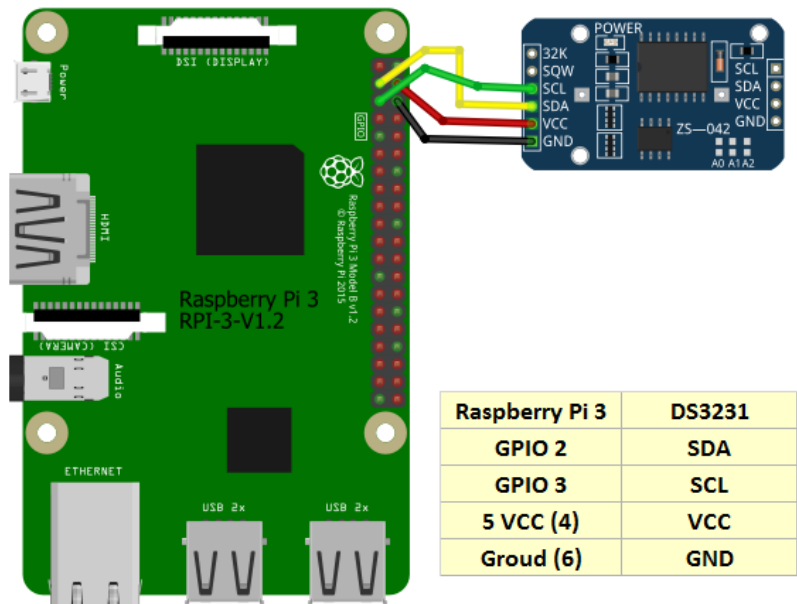 DSI (DISPLAY)
Power
HDMI
GPIO
Raspberry Pi 3 Model B v1.2
© Raspberry Pi 2015
Raspberry Pi 3
RPI-3-V1.2
CSI (CAMERA)
Audio
ETHERNET
USB 2x
USB 2x
POWER
32K
SQW
SCL
SDA
VCC
GND
SCL
SDA
VCC
GND
ZS—042
A0 A1 A2
Raspberry Pi 3 DS3231
GPIO 2 SDA
GPIO 3 SCL
5 VCC (4) VCC
Groud (6) GND